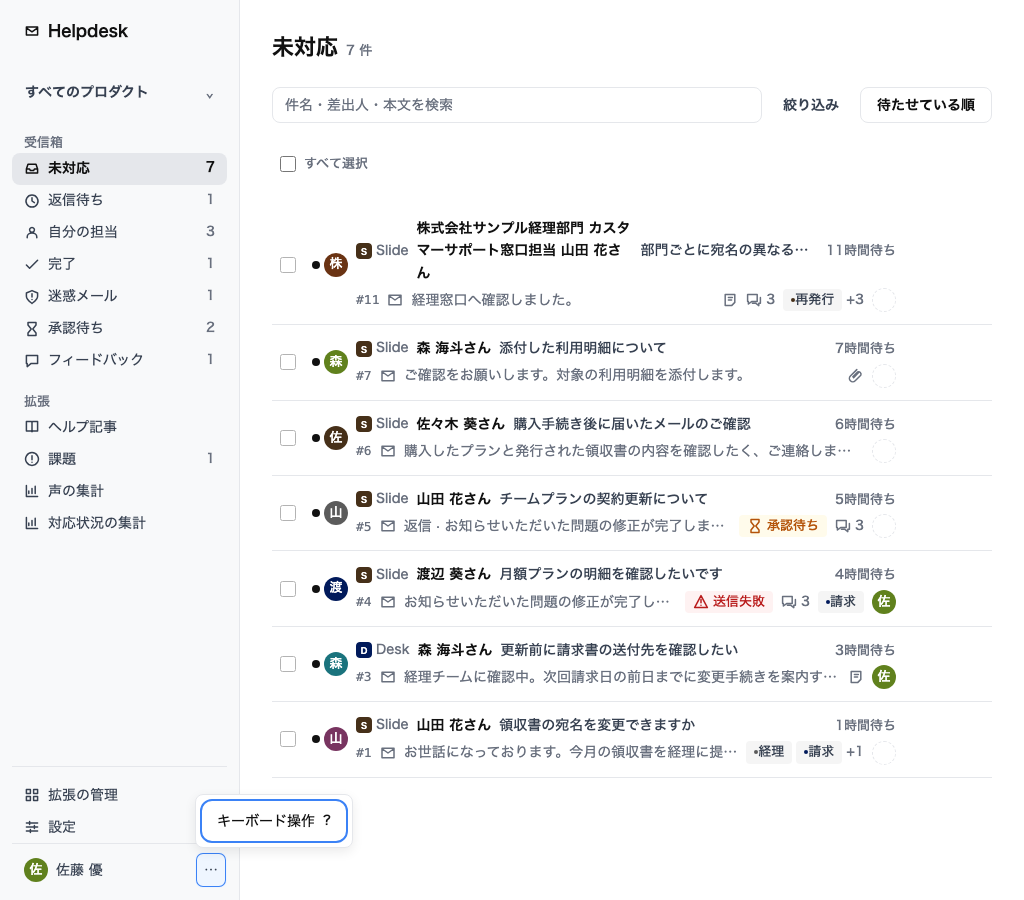 Helpdesk
すべてのプロダクト
受信箱
未対応 7
返信待ち 1
自分の担当 3
完了 1
迷惑メール 1
承認待ち 2
フィードバック 1
拡張
ヘルプ記事
課題 1
声の集計
対応状況の集計
拡張の管理
設定
キーボード操作 ?
佐 佐藤 優 …
未対応 7 件
件名・差出人・本文を検索 絞り込み 待たせている順
すべて選択
株 S Slide 株式会社サンプル経理部門 カスタ
マーサポート窓口担当 山田 花さ
ん 部門ごとに宛名の異なる… 11時間待ち
#11 経理窓口へ確認しました。 3 •再発行 +3
森 S Slide 森 海斗さん 添付した利用明細について 7時間待ち
#7 ご確認をお願いします。対象の利用明細を添付します。
佐 S Slide 佐々木 葵さん 購入手続き後に届いたメールのご確認 6時間待ち
#6 購入したプランと発行された領収書の内容を確認したく、ご連絡しま…
山 S Slide 山田 花さん チームプランの契約更新について 5時間待ち
#5 返信 · お知らせいただいた問題の修正が完了しま… 承認待ち 3
渡 S Slide 渡辺 葵さん 月額プランの明細を確認したいです 4時間待ち
#4 お知らせいただいた問題の修正が完了し… 送信失敗 3 •請求 佐
森 D Desk 森 海斗さん 更新前に請求書の送付先を確認したい 3時間待ち
#3 経理チームに確認中。次回請求日の前日までに変更手続きを案内す… 佐
山 S Slide 山田 花さん 領収書の宛名を変更できますか 1時間待ち
#1 お世話になっております。今月の領収書を経理に提… •経理 •請求 +1